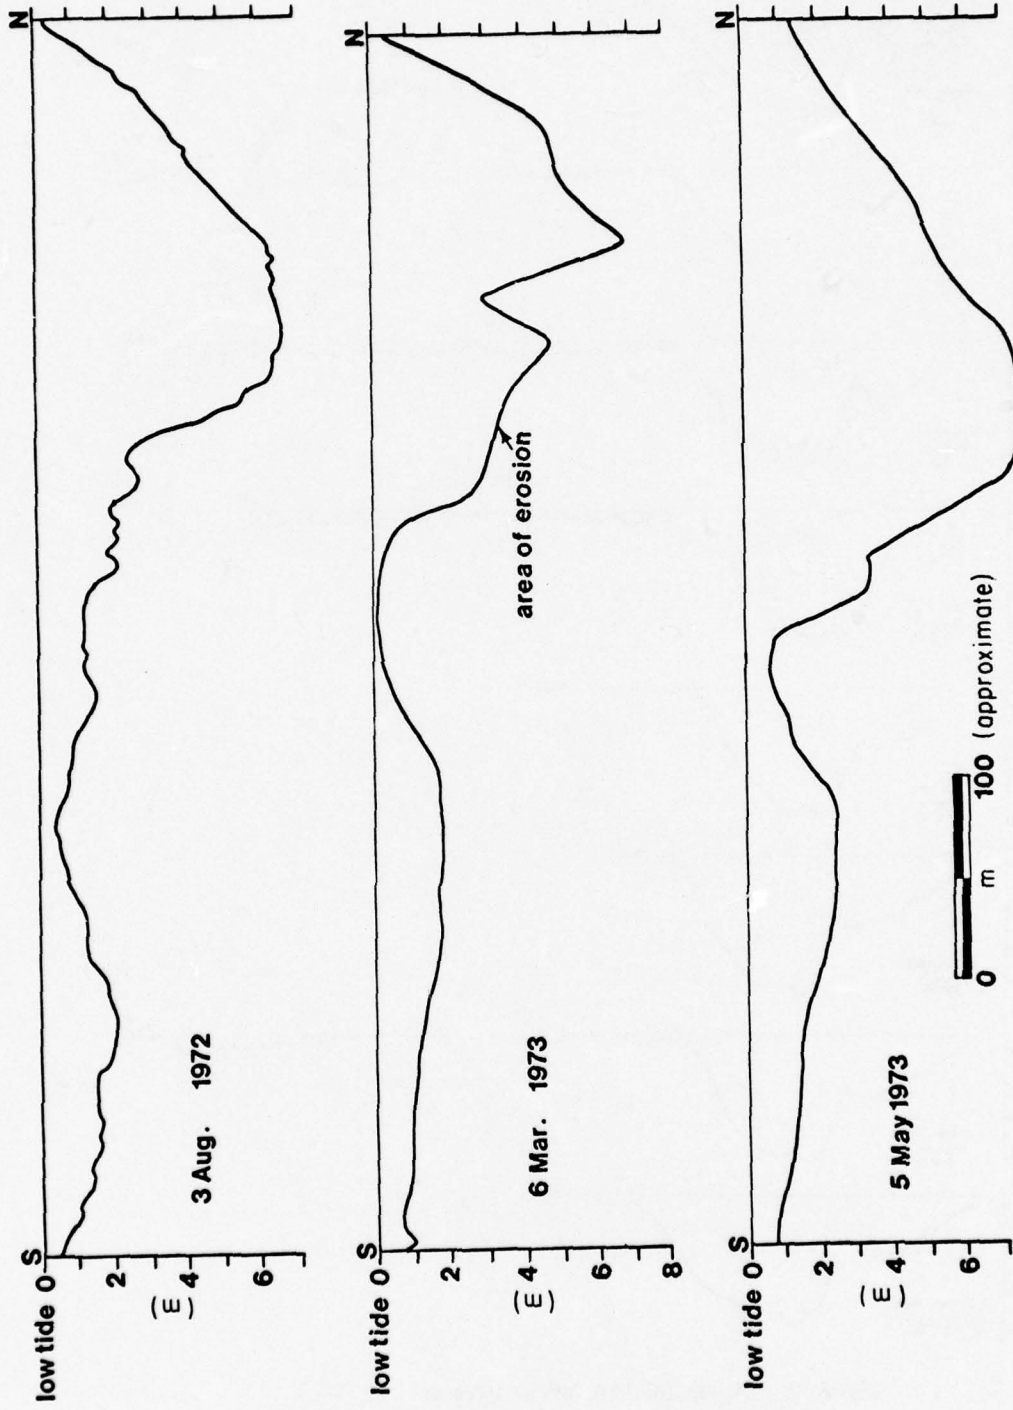 low tide 0
2
(m)
4
6
S
N
3 Aug. 1972
low tide 0
2
(m)
4
6
8
S
N
area of erosion
6 Mar. 1973
low tide 0
2
(m)
4
6
S
N
5 May 1973
0 m 100 (approximate)